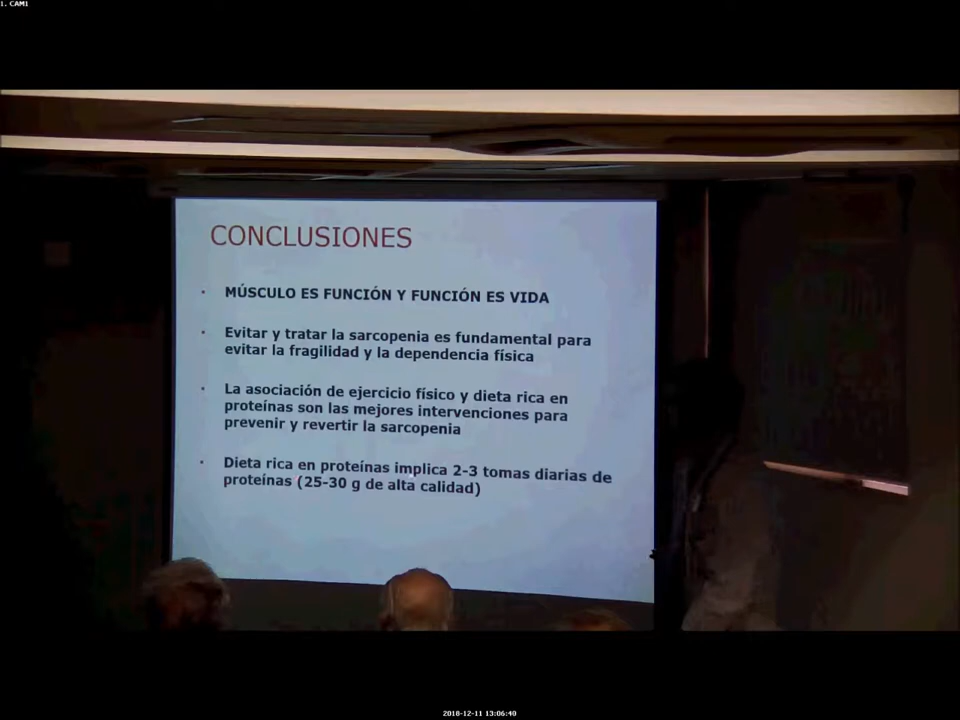 1. CAM1
CONCLUSIONES
· MÚSCULO ES FUNCIÓN Y FUNCIÓN ES VIDA
· Evitar y tratar la sarcopenia es fundamental para
evitar la fragilidad y la dependencia física
· La asociación de ejercicio físico y dieta rica en
proteínas son las mejores intervenciones para
prevenir y revertir la sarcopenia
· Dieta rica en proteínas implica 2-3 tomas diarias de
proteínas (25-30 g de alta calidad)
2018-12-11 13:06:40